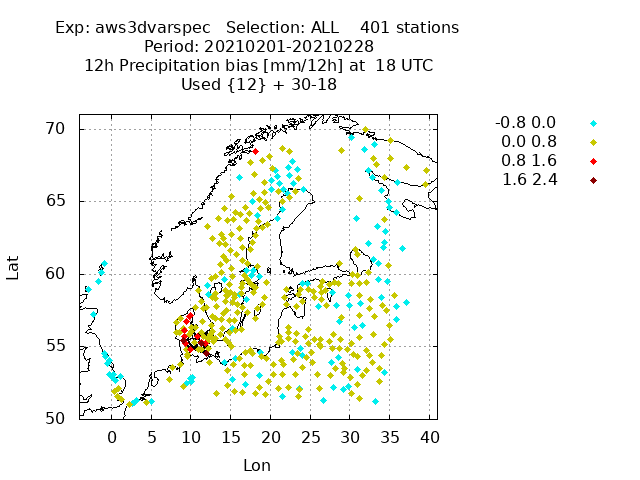 Exp: aws3dvarspec   Selection: ALL    401 stations
Period: 20210201-20210228
12h Precipitation bias [mm/12h] at  18 UTC
Used {12} + 30-18
-0.8 0.0
0.0 0.8
0.8 1.6
1.6 2.4
70
65
60
55
50
Lat
0 5 10 15 20 25 30 35 40
Lon